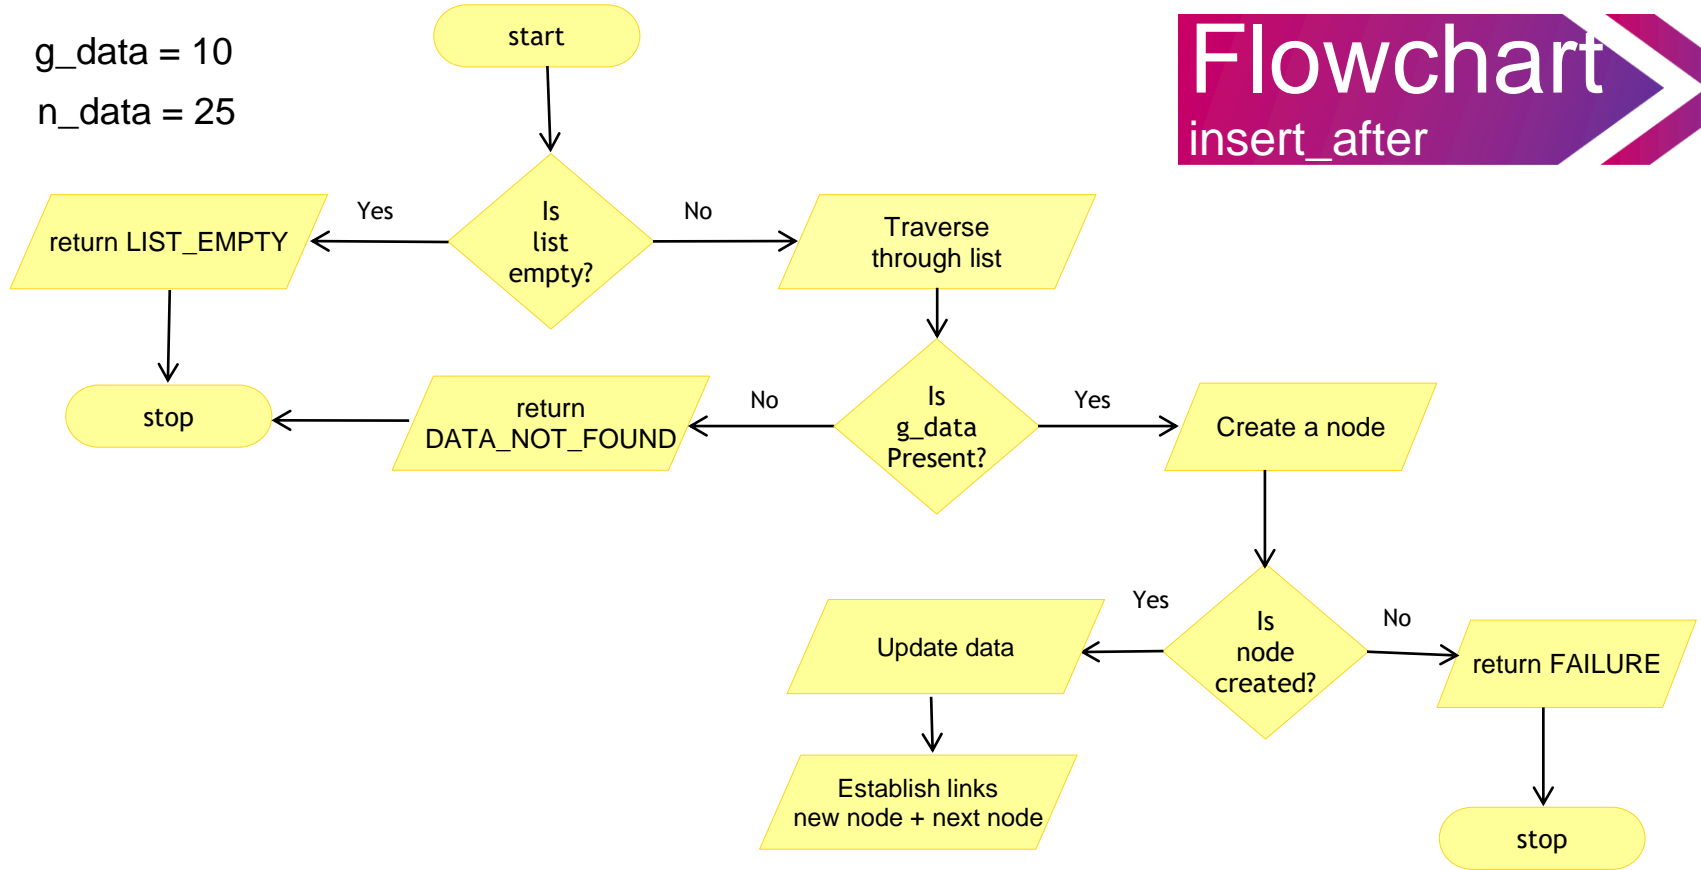 g_data = 10
n_data = 25
start
Flowchart
insert_after
return LIST_EMPTY
Yes
Is
list
empty?
No
Traverse
through list
stop
return
DATA_NOT_FOUND
No
Is
g_data
Present?
Yes
Create a node
Update data
Yes
Is
node
created?
No
return FAILURE
Establish links
new node + next node
stop